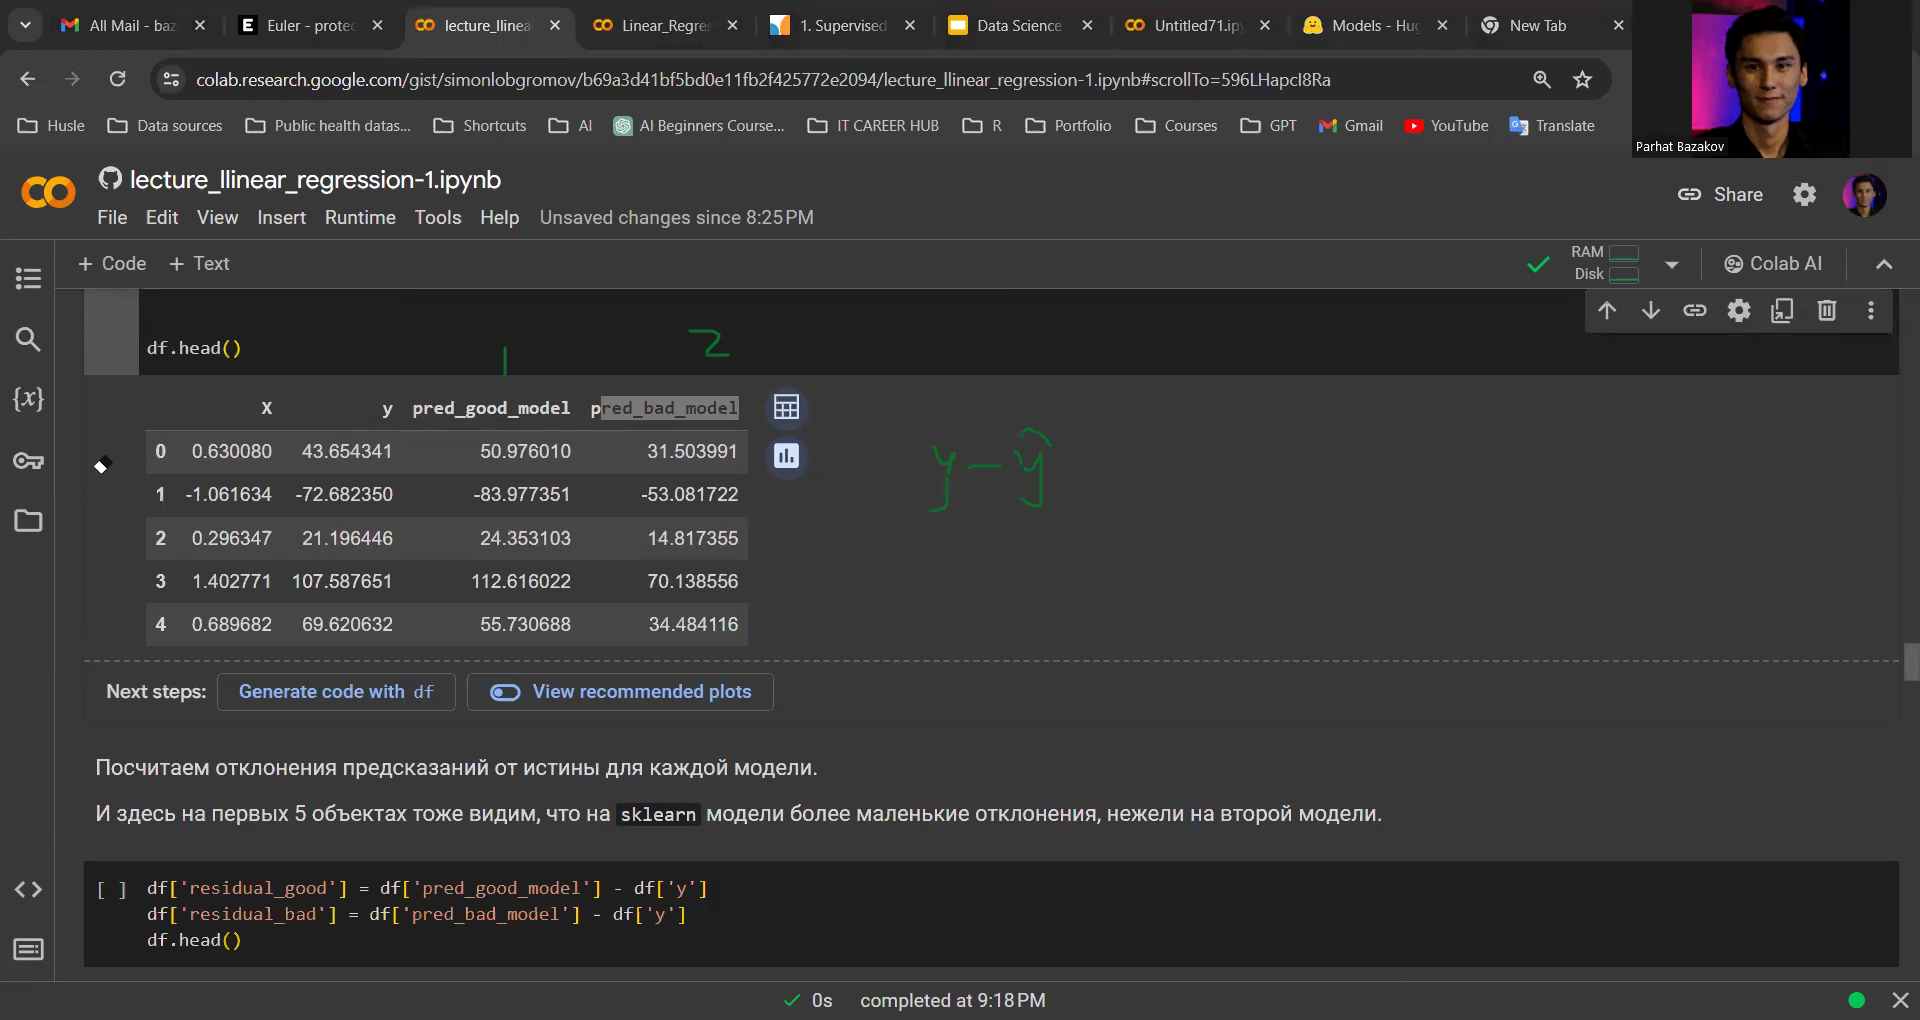 All Mail - baz
Euler - protec
lecture_llinea
Linear_Regre
1. Supervised
Data Science
Untitled71.ip
Models - Hug
New Tab
colab.research.google.com/gist/simonlobgromov/b69a3d41bf5bd0e11fb2f425772e2094/lecture_llinear_regression-1.ipynb#scrollTo=596LHapcI8Ra
Husle
Data sources
Public health datas...
Shortcuts
AI
AI Beginners Course...
IT CAREER HUB
R
Portfolio
Courses
GPT
Gmail
YouTube
Translate
Parhat Bazakov
lecture_llinear_regression-1.ipynb
File Edit View Insert Runtime Tools Help Unsaved changes since 8:25 PM
Share
+ Code + Text
RAM
Disk
Colab AI
1 2
df.head()
X y pred_good_model pred_bad_model
0 0.630080 43.654341 50.976010 31.503991
1 -1.061634 -72.682350 -83.977351 -53.081722
2 0.296347 21.196446 24.353103 14.817355
3 1.402771 107.587651 112.616022 70.138556
4 0.689682 69.620632 55.730688 34.484116
y - ŷ
Next steps: Generate code with df View recommended plots
Посчитаем отклонения предсказаний от истины для каждой модели.
И здесь на первых 5 объектах тоже видим, что на sklearn модели более маленькие отклонения, нежели на второй модели.
[ ] df['residual_good'] = df['pred_good_model'] - df['y']
df['residual_bad'] = df['pred_bad_model'] - df['y']
df.head()
0s completed at 9:18 PM